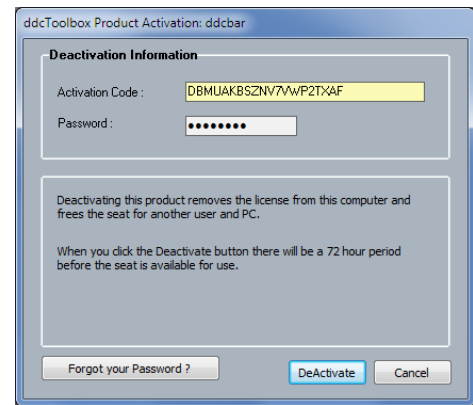 ddcToolbox Product Activation: ddcbar
Deactivation Information
Activation Code :
DBMUAKBSZNV7VWP2TXAF
Password :
Deactivating this product removes the license from this computer and
frees the seat for another user and PC.
When you click the Deactivate button there will be a 72 hour period
before the seat is available for use.
Forgot your Password ?
DeActivate
Cancel